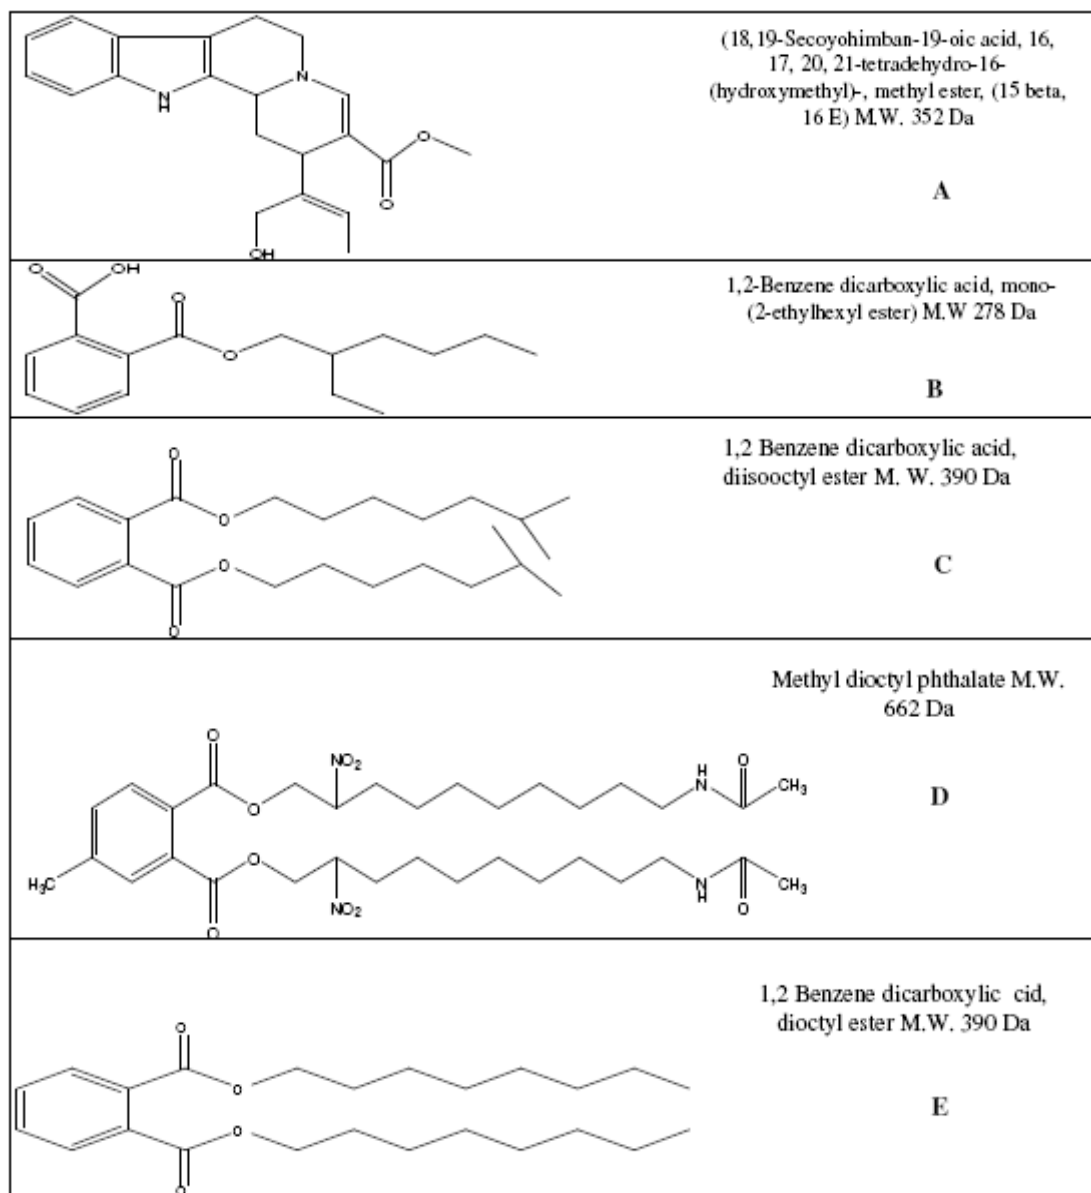 (18,19-Secoyohimban-19-oic acid, 16,
17, 20, 21-tetradehydro-16-
(hydroxymethyl)-, methyl ester, (15 beta,
16 E) M.W. 352 Da
A
N
N
H
O
O
OH
1,2-Benzene dicarboxylic acid, mono-
(2-ethylhexyl ester) M.W 278 Da
B
O
OH
O
O
1,2 Benzene dicarboxylic acid,
diisooctyl ester M. W. 390 Da
C
O
O
O
O
Methyl dioctyl phthalate M.W.
662 Da
D
O
NO2
H
N
O
CH3
O
O
H3C
NO2
N
H
O
CH3
O
1,2 Benzene dicarboxylic cid,
dioctyl ester M.W. 390 Da
E
O
O
O
O